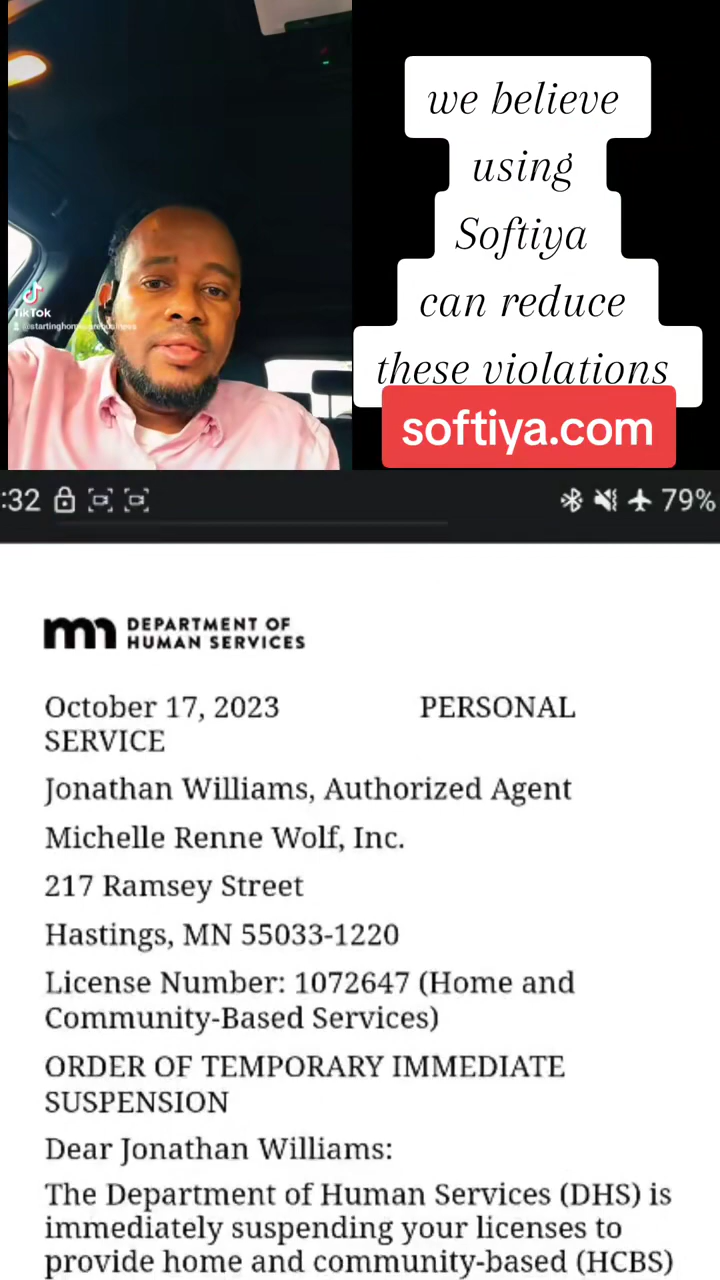 we believe
using
Softiya
can reduce
these violations
softiya.com
TikTok
:32
79%
DEPARTMENT OF
HUMAN SERVICES
October 17, 2023 PERSONAL
SERVICE
Jonathan Williams, Authorized Agent
Michelle Renne Wolf, Inc.
217 Ramsey Street
Hastings, MN 55033-1220
License Number: 1072647 (Home and
Community-Based Services)
ORDER OF TEMPORARY IMMEDIATE
SUSPENSION
Dear Jonathan Williams:
The Department of Human Services (DHS) is
immediately suspending your licenses to
provide home and community-based (HCBS)